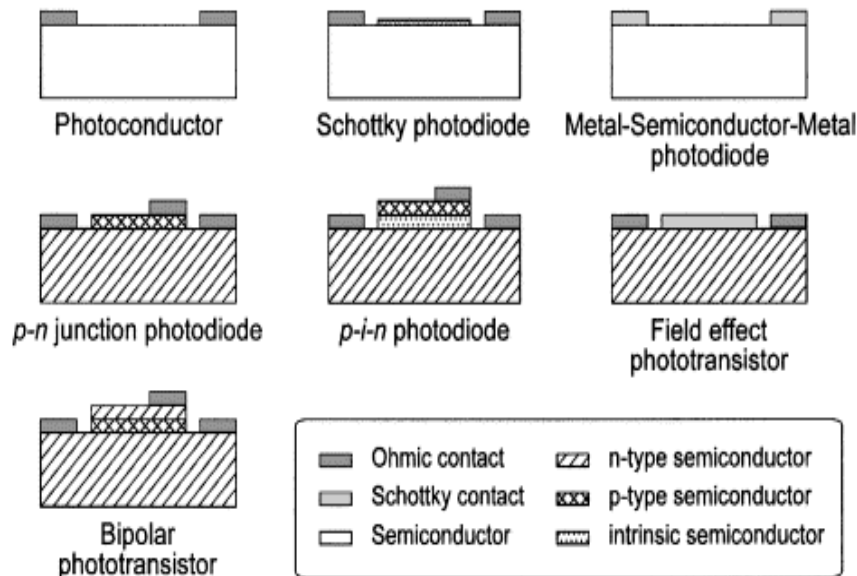 Photoconductor
Schottky photodiode
Metal-Semiconductor-Metal
photodiode
p-n junction photodiode
p-i-n photodiode
Field effect
phototransistor
Bipolar
phototransistor
Ohmic contact
n-type semiconductor
Schottky contact
p-type semiconductor
Semiconductor
intrinsic semiconductor